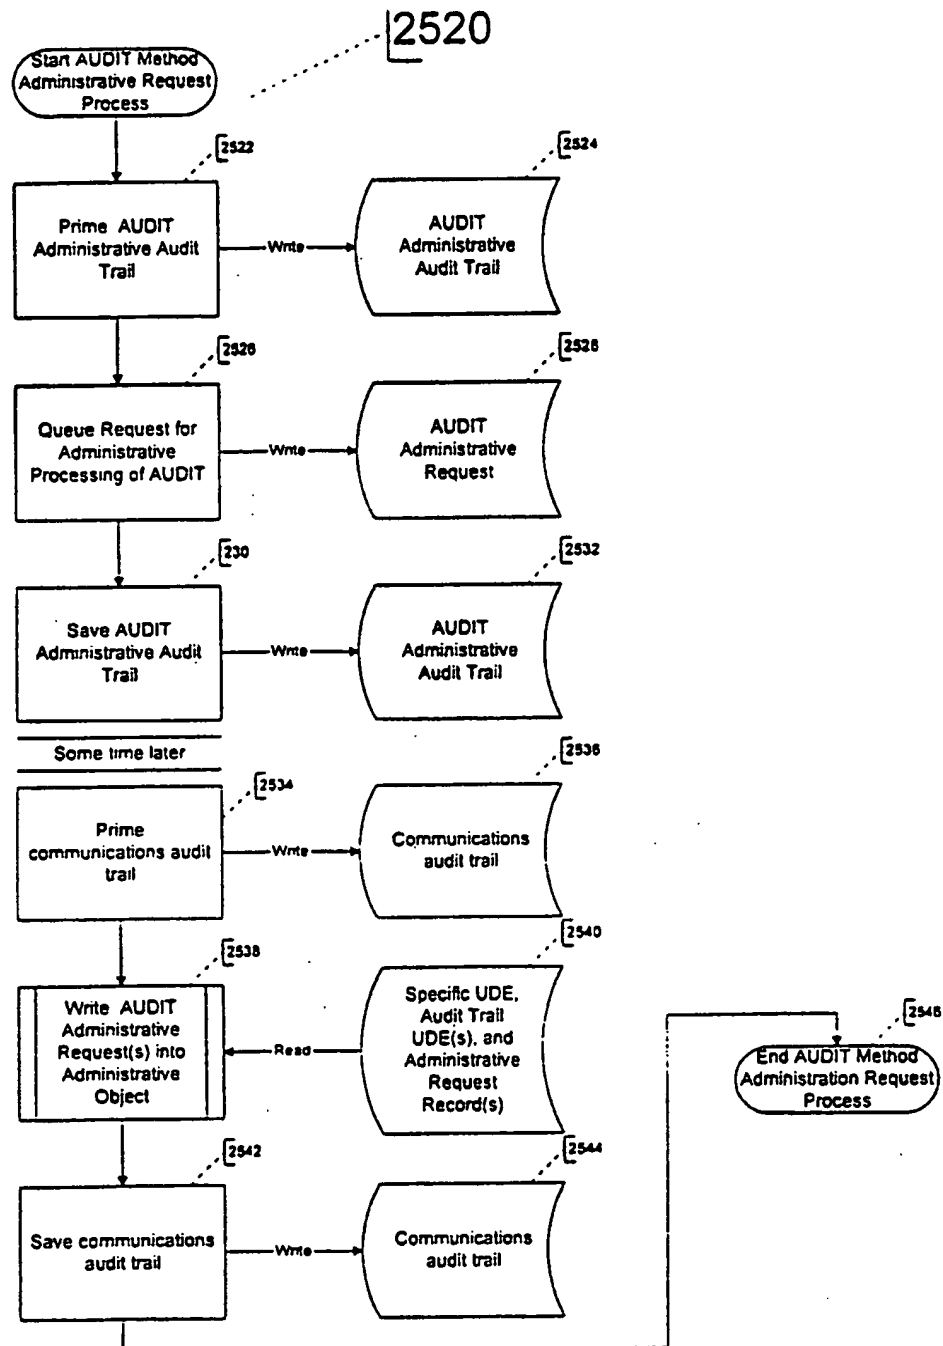 2520
Start AUDIT Method
Administrative Request
Process
2522
2524
Prime AUDIT
Administrative Audit
Trail
Write
AUDIT
Administrative
Audit Trail
2526
2528
Queue Request for
Administrative
Processing of AUDIT
Write
AUDIT
Administrative
Request
230
2532
Save AUDIT
Administrative Audit
Trail
Write
AUDIT
Administrative
Audit Trail
Some time later
2534
2536
Prime
communications audit
trail
Write
Communications
audit trail
2538
2540
Write AUDIT
Administrative
Request(s) into
Administrative
Object
Read
Specific UDE,
Audit Trail
UDE(s), and
Administrative
Request
Record(s)
2546
End AUDIT Method
Administration Request
Process
2542
2544
Save communications
audit trail
Write
Communications
audit trail